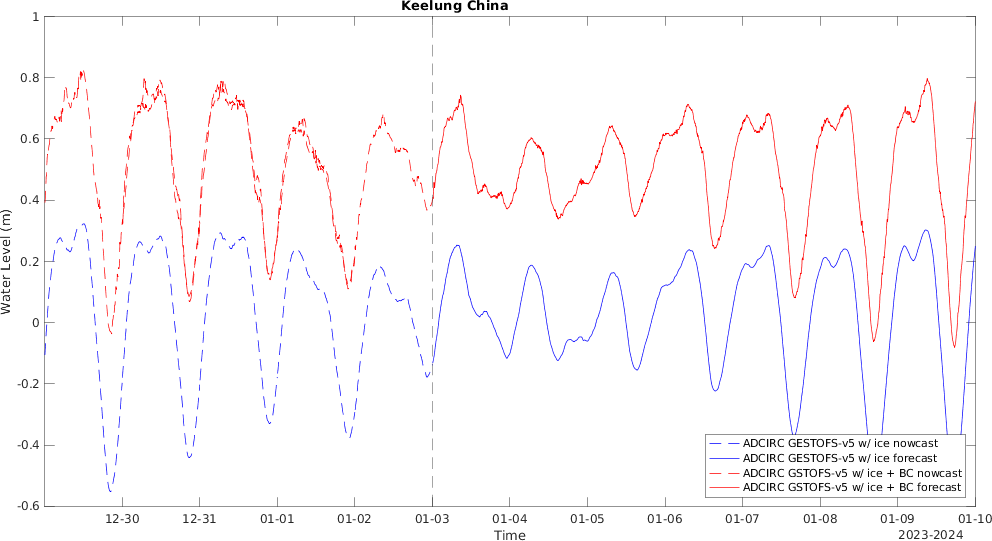 Keelung China
1
0.8
0.6
0.4
0.2
0
-0.2
-0.4
-0.6
Water Level (m)
ADCIRC GESTOFS-v5 w/ ice nowcast
ADCIRC GESTOFS-v5 w/ ice forecast
ADCIRC GSTOFS-v5 w/ ice + BC nowcast
ADCIRC GSTOFS-v5 w/ ice + BC forecast
12-30 12-31 01-01 01-02 01-03 01-04 01-05 01-06 01-07 01-08 01-09 01-10
Time
2023-2024